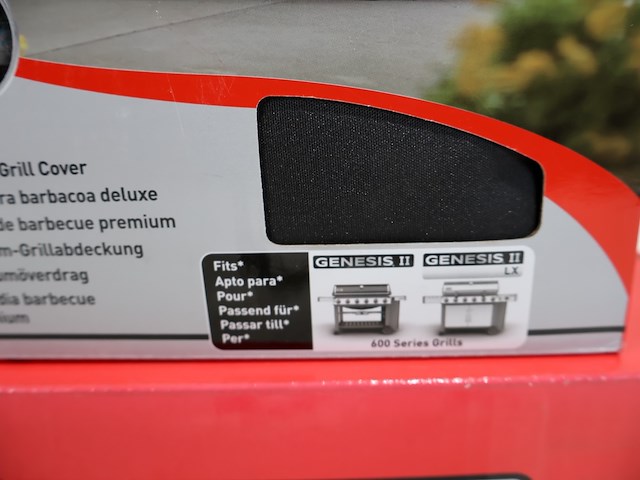 Grill Cover
ra barbacoa deluxe
de barbecue premium
m-Grillabdeckung
umöverdrag
dia barbecue
ium
Fits*
Apto para*
Pour*
Passend für*
Passar till*
Per*
GENESIS II
GENESIS II
LX
600 Series Grills